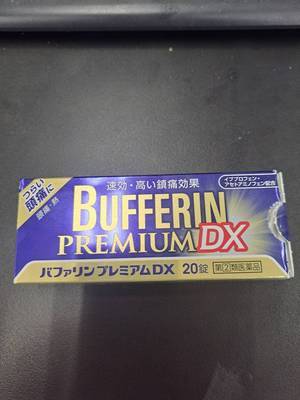 つらい
頭痛に
頭痛・熱
速効・高い鎮痛効果
イブプロフェン・
アセトアミノフェン配合
BUFFERIN
PREMIUM DX
バファリンプレミアムDX 20錠 指定②類医薬品